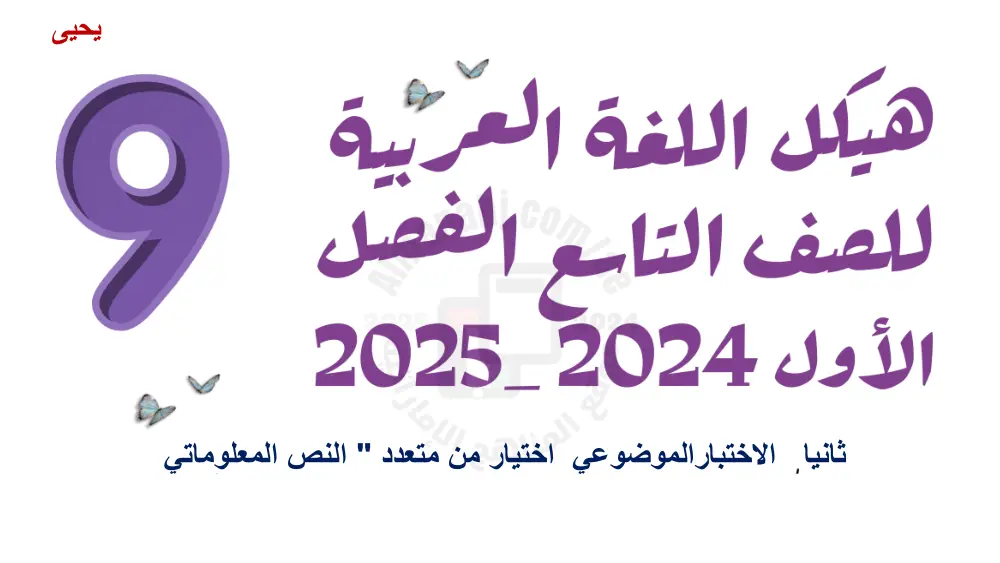 يحيى
9
هيكل اللغة العربية
للصف التاسع الفصل
الأول 2024 _2025
ثانيا, الاختبارالموضوعي اختيار من متعدد " النص المعلوماتي